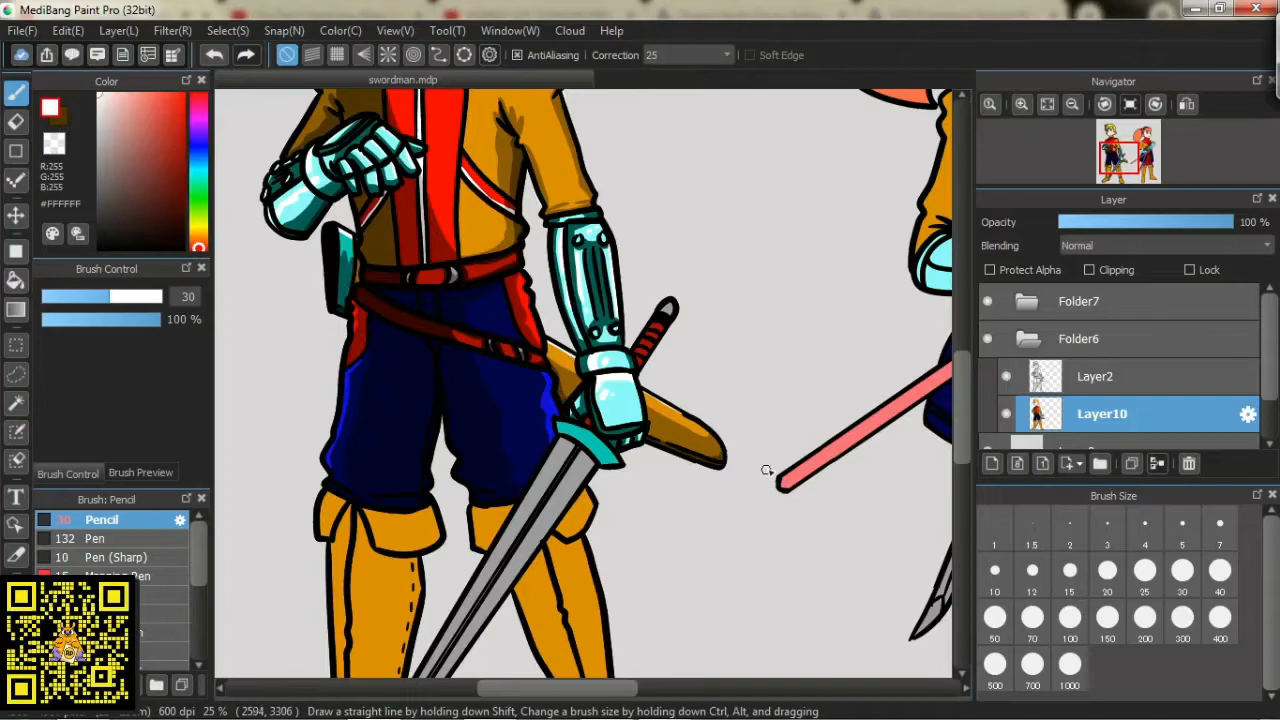 MediBang Paint Pro (32bit)
File(F) Edit(E) Layer(L) Filter(R) Select(S) Snap(N) Color(C) View(V) Tool(T) Window(W) Cloud Help
AntiAliasing Correction 25 Soft Edge
Color
swordman.mdp
Navigator
R:255
G:255
B:255
#FFFFFF
Layer
Opacity 100 %
Blending Normal
Protect Alpha Clipping Lock
Brush Control
30
100 %
Folder7
Folder6
Layer2
Layer10
Brush Control Brush Preview
Brush: Pencil
30 Pencil
132 Pen
10 Pen (Sharp)
Brush Size
1 1.5 2 3 4 5 7
10 12 15 20 25 30 40
50 70 100 150 200 300 400
500 700 1000
600 dpi 25 % ( 2594, 3306 ) Draw a straight line by holding down Shift, Change a brush size by holding down Ctrl, Alt, and dragging